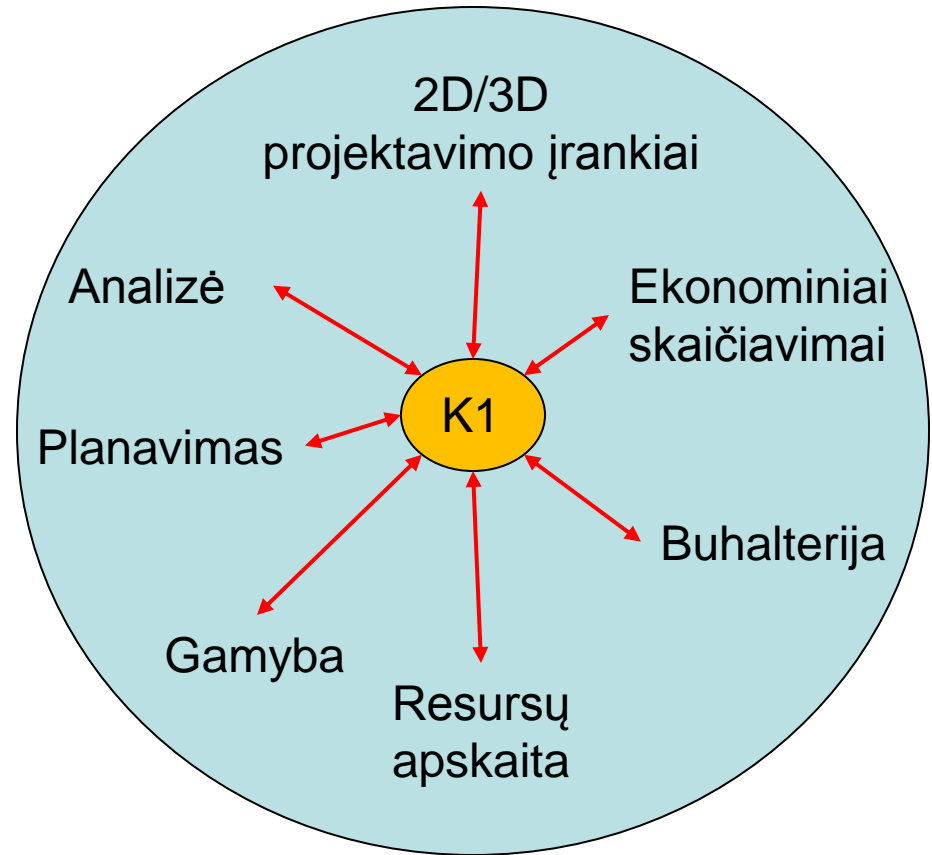 2D/3D
projektavimo įrankiai
Analizė
Ekonominiai
skaičiavimai
K1
Planavimas
Buhalterija
Gamyba
Resursų
apskaita